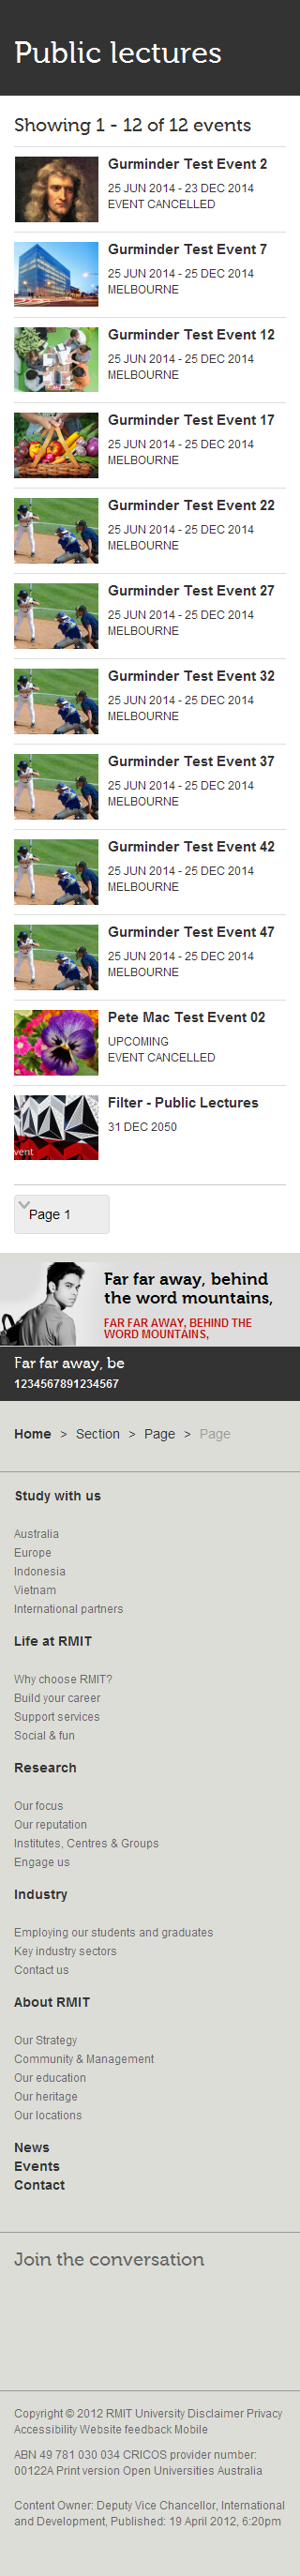 Public lectures
Showing 1 - 12 of 12 events
Gurminder Test Event 2
25 JUN 2014 - 23 DEC 2014
EVENT CANCELLED
Gurminder Test Event 7
25 JUN 2014 - 25 DEC 2014
MELBOURNE
Gurminder Test Event 12
25 JUN 2014 - 25 DEC 2014
MELBOURNE
Gurminder Test Event 17
25 JUN 2014 - 25 DEC 2014
MELBOURNE
Gurminder Test Event 22
25 JUN 2014 - 25 DEC 2014
MELBOURNE
Gurminder Test Event 27
25 JUN 2014 - 25 DEC 2014
MELBOURNE
Gurminder Test Event 32
25 JUN 2014 - 25 DEC 2014
MELBOURNE
Gurminder Test Event 37
25 JUN 2014 - 25 DEC 2014
MELBOURNE
Gurminder Test Event 42
25 JUN 2014 - 25 DEC 2014
MELBOURNE
Gurminder Test Event 47
25 JUN 2014 - 25 DEC 2014
MELBOURNE
Pete Mac Test Event 02
UPCOMING
EVENT CANCELLED
Filter - Public Lectures
31 DEC 2050
vent
Page 1
Far far away, behind
the word mountains,
FAR FAR AWAY, BEHIND THE
WORD MOUNTAINS,
Far far away, be
1234567891234567
Home > Section > Page > Page
Study with us
Australia
Europe
Indonesia
Vietnam
International partners
Life at RMIT
Why choose RMIT?
Build your career
Support services
Social & fun
Research
Our focus
Our reputation
Institutes, Centres & Groups
Engage us
Industry
Employing our students and graduates
Key industry sectors
Contact us
About RMIT
Our Strategy
Community & Management
Our education
Our heritage
Our locations
News
Events
Contact
Join the conversation
Copyright © 2012 RMIT University Disclaimer Privacy
Accessibility Website feedback Mobile
ABN 49 781 030 034 CRICOS provider number:
00122A Print version Open Universities Australia
Content Owner: Deputy Vice Chancellor, International
and Development, Published: 19 April 2012, 6:20pm